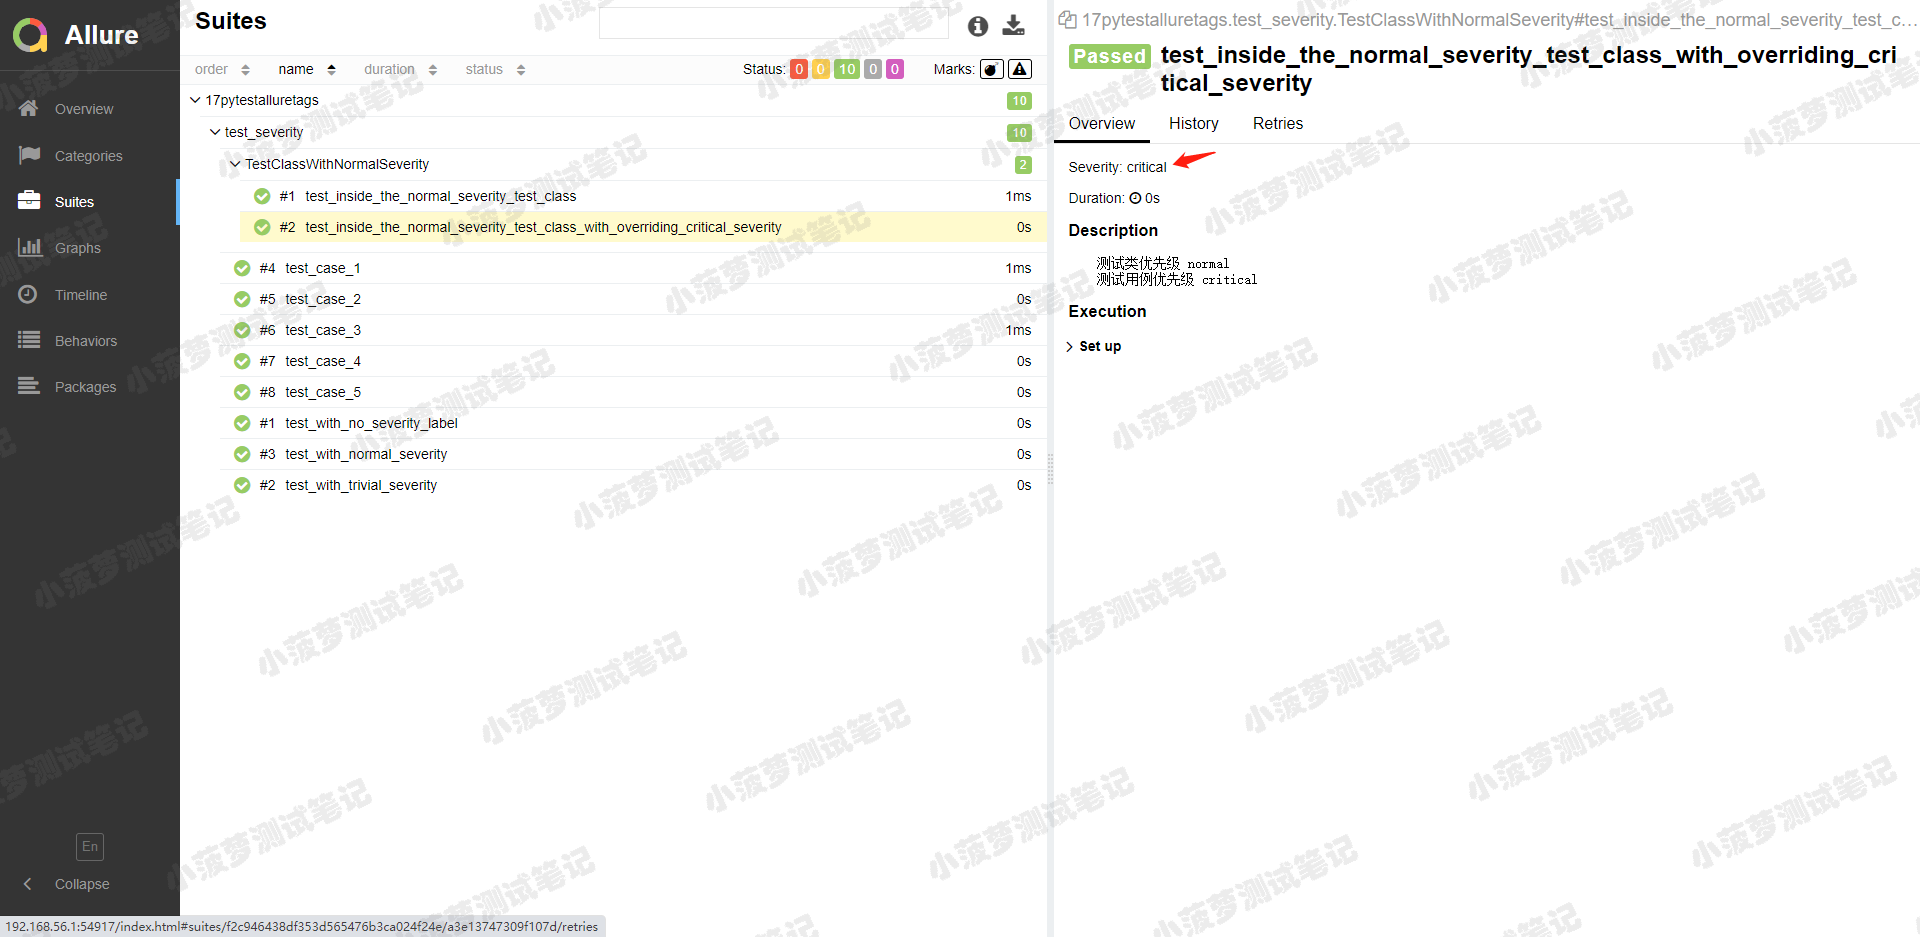 Allure
Overview
Categories
Suites
Graphs
Timeline
Behaviors
Packages
En
Collapse
Suites
order name duration status Status: 0 0 10 0 0 Marks:
17pytestalluretags 10
test_severity 10
TestClassWithNormalSeverity 2
#1 test_inside_the_normal_severity_test_class 1ms
#2 test_inside_the_normal_severity_test_class_with_overriding_critical_severity 0s
#4 test_case_1 1ms
#5 test_case_2 0s
#6 test_case_3 1ms
#7 test_case_4 0s
#8 test_case_5 0s
#1 test_with_no_severity_label 0s
#3 test_with_normal_severity 0s
#2 test_with_trivial_severity 0s
17pytestalluretags.test_severity.TestClassWithNormalSeverity#test_inside_the_normal_severity_test_c...
Passed test_inside_the_normal_severity_test_class_with_overriding_cri
tical_severity
Overview History Retries
Severity: critical
Duration: 0s
Description
测试类优先级 normal
测试用例优先级 critical
Execution
Set up
192.168.56.1:54917/index.html#suites/f2c946438df353d565476b3ca024f24e/a3e13747309f107d/retries
小菠萝测试笔记